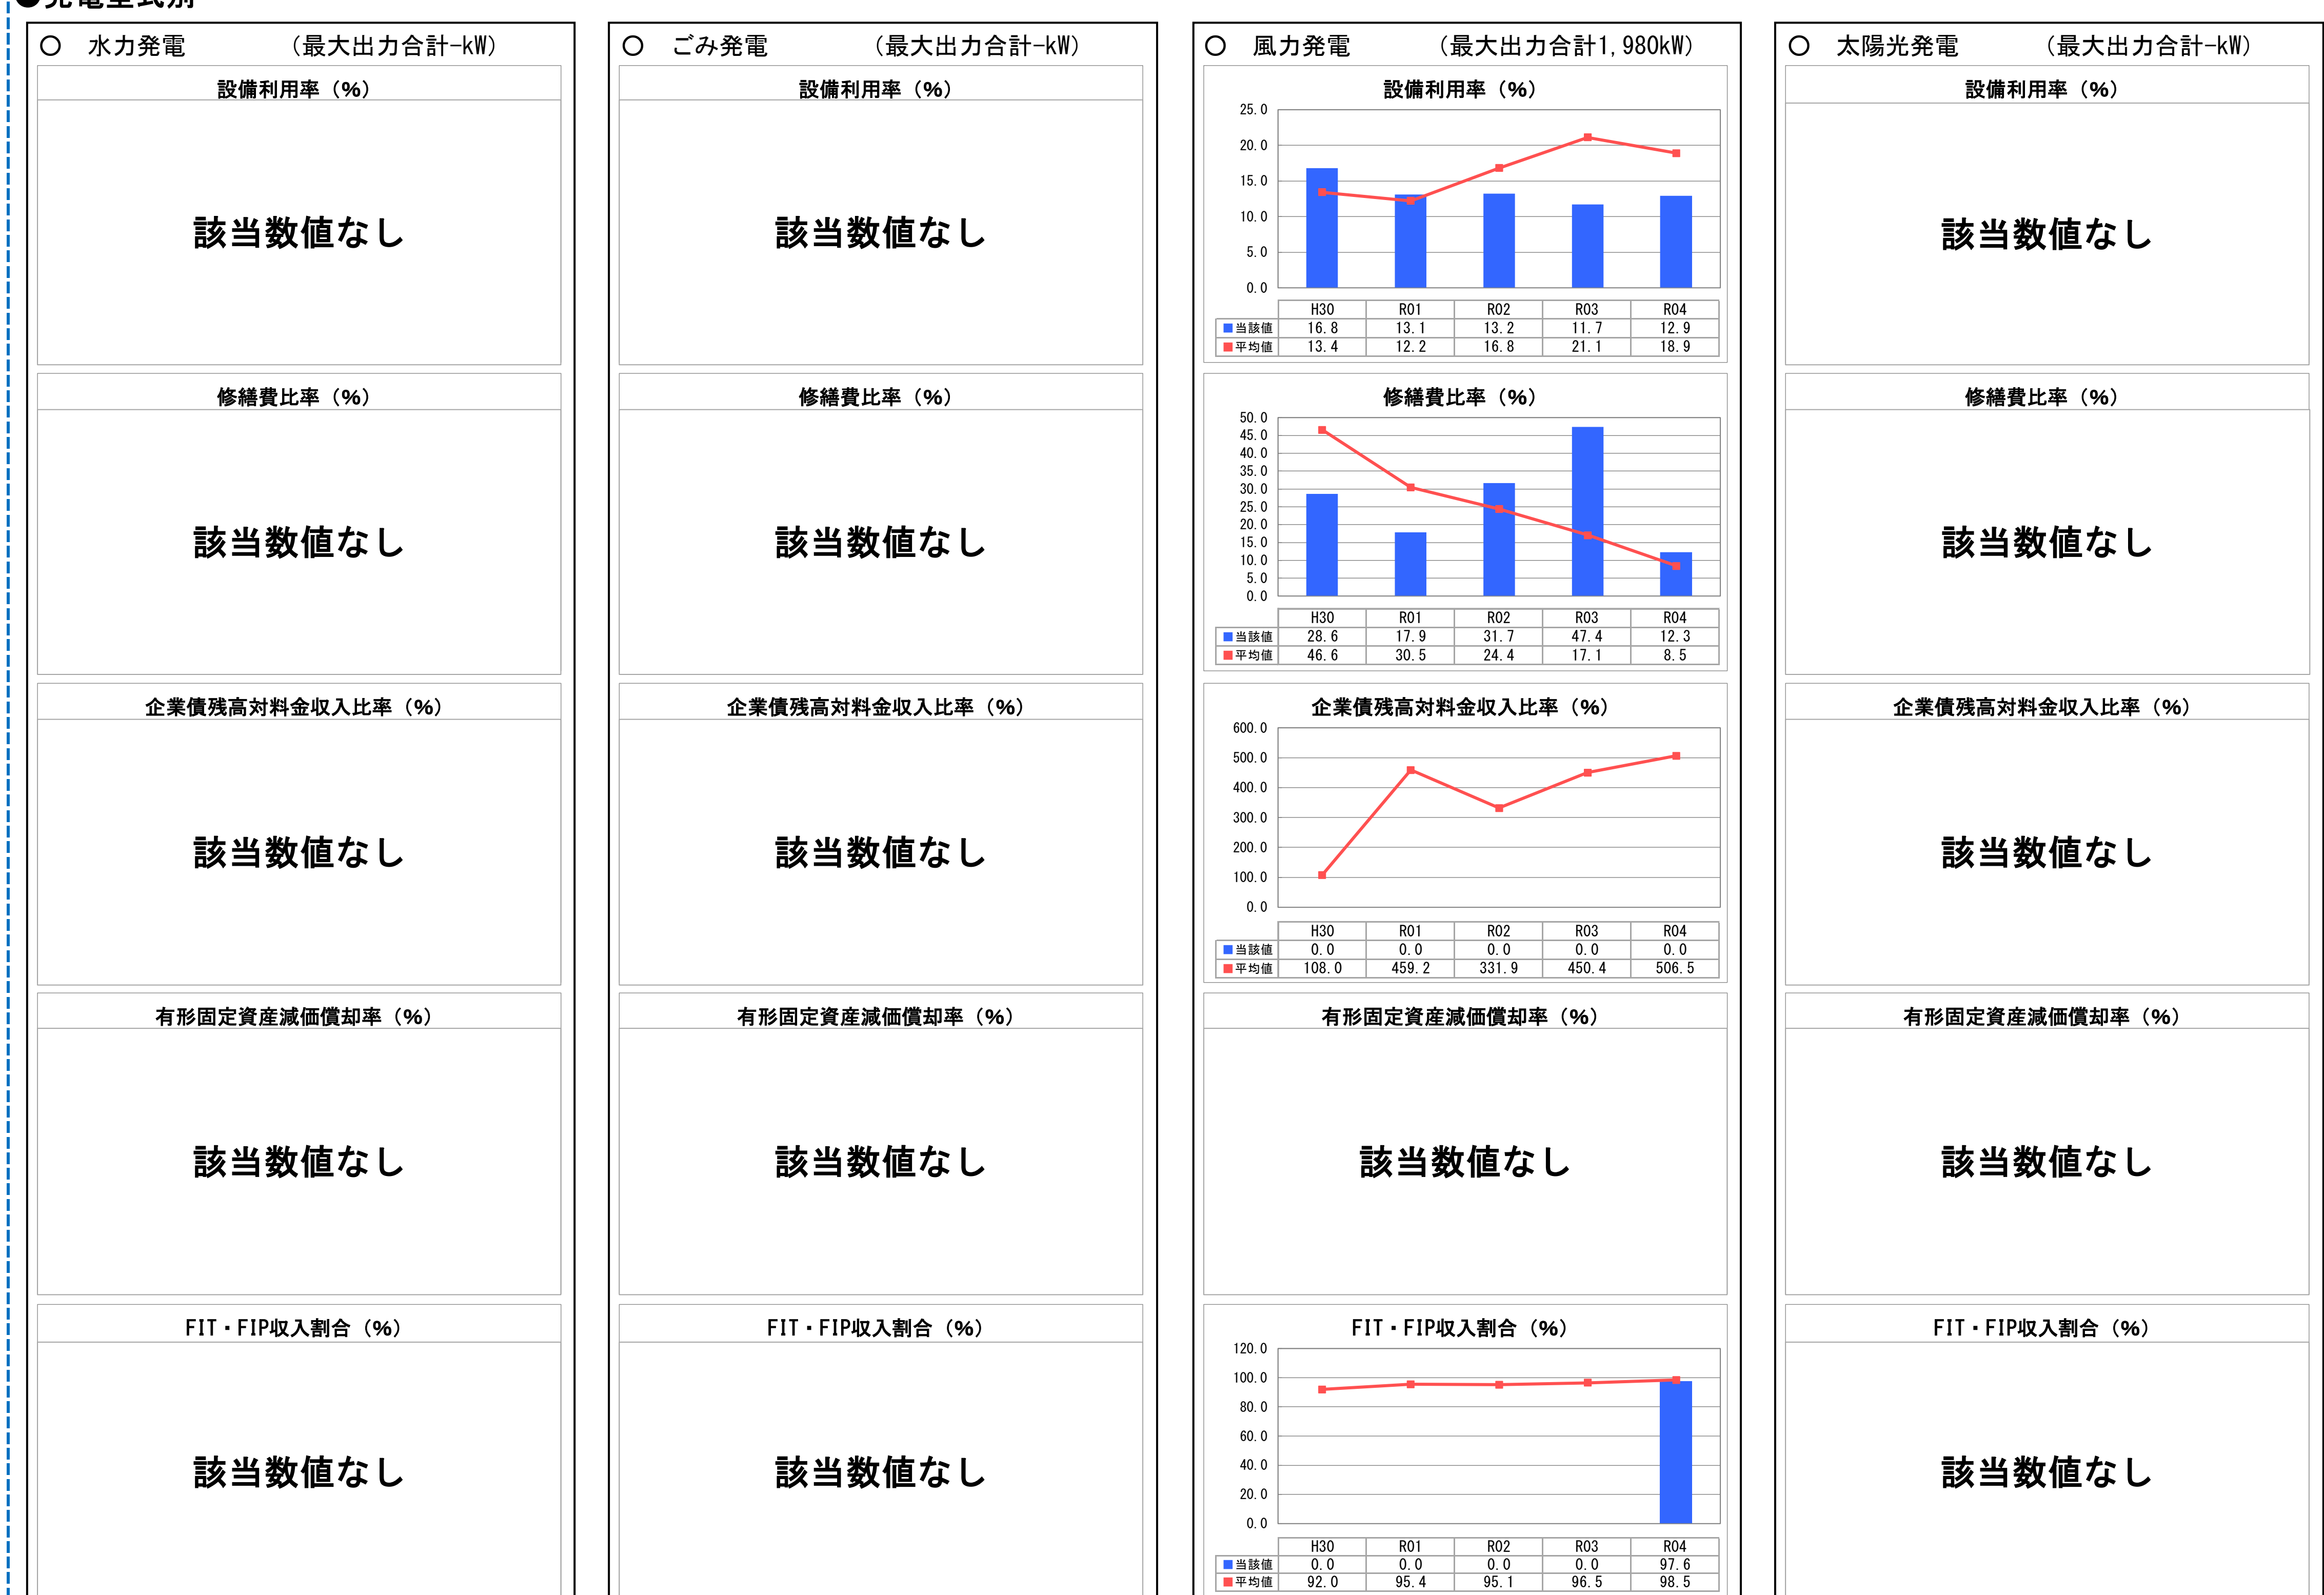 ●発電型式別
○ 水力発電 （最大出力合計-kW）
設備利用率（%）
該当数値なし
修繕費比率（%）
該当数値なし
企業債残高対料金収入比率（%）
該当数値なし
有形固定資産減価償却率（%）
該当数値なし
FIT・FIP収入割合（%）
該当数値なし
○ ごみ発電 （最大出力合計-kW）
設備利用率（%）
該当数値なし
修繕費比率（%）
該当数値なし
企業債残高対料金収入比率（%）
該当数値なし
有形固定資産減価償却率（%）
該当数値なし
FIT・FIP収入割合（%）
該当数値なし
○ 風力発電 （最大出力合計1,980kW）
設備利用率（%）
25.0
20.0
15.0
10.0
5.0
0.0
H30 R01 R02 R03 R04
当該値 16.8 13.1 13.2 11.7 12.9
平均値 13.4 12.2 16.8 21.1 18.9
修繕費比率（%）
50.0
45.0
40.0
35.0
30.0
25.0
20.0
15.0
10.0
5.0
0.0
H30 R01 R02 R03 R04
当該値 28.6 17.9 31.7 47.4 12.3
平均値 46.6 30.5 24.4 17.1 8.5
企業債残高対料金収入比率（%）
600.0
500.0
400.0
300.0
200.0
100.0
0.0
H30 R01 R02 R03 R04
当該値 0.0 0.0 0.0 0.0 0.0
平均値 108.0 459.2 331.9 450.4 506.5
有形固定資産減価償却率（%）
該当数値なし
FIT・FIP収入割合（%）
120.0
100.0
80.0
60.0
40.0
20.0
0.0
H30 R01 R02 R03 R04
当該値 0.0 0.0 0.0 0.0 97.6
平均値 92.0 95.4 95.1 96.5 98.5
○ 太陽光発電 （最大出力合計-kW）
設備利用率（%）
該当数値なし
修繕費比率（%）
該当数値なし
企業債残高対料金収入比率（%）
該当数値なし
有形固定資産減価償却率（%）
該当数値なし
FIT・FIP収入割合（%）
該当数値なし